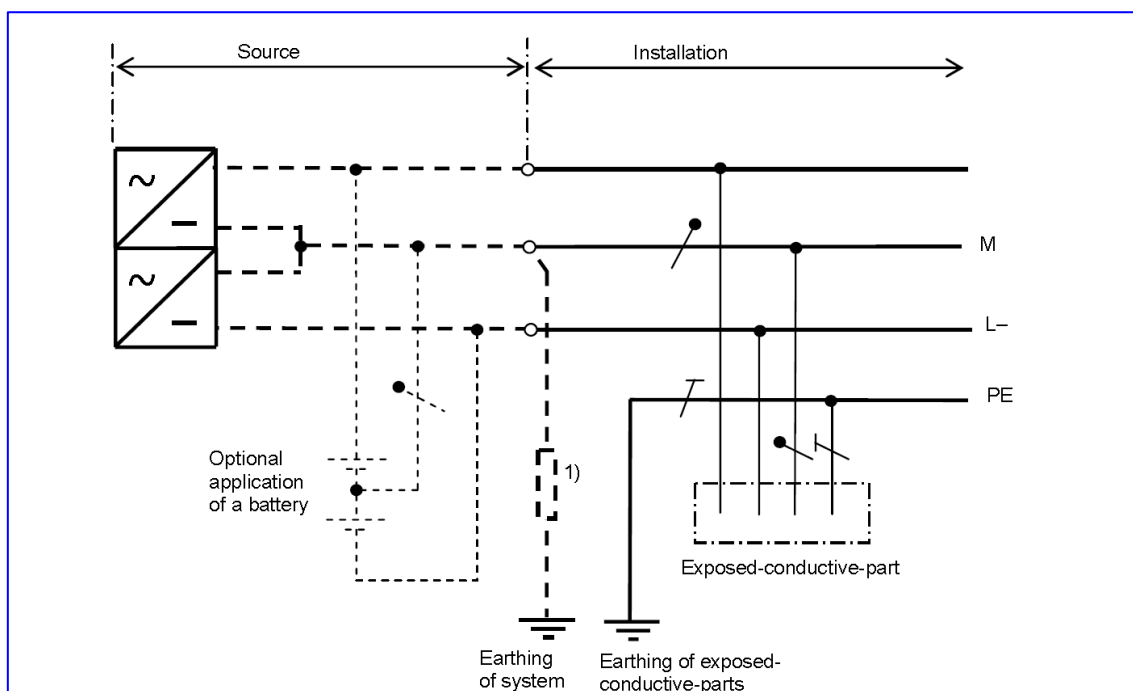 Source
Installation
M
L–
PE
Optional
application
of a battery
1)
Exposed-conductive-part
Earthing
of system
Earthing of exposed-
conductive-parts